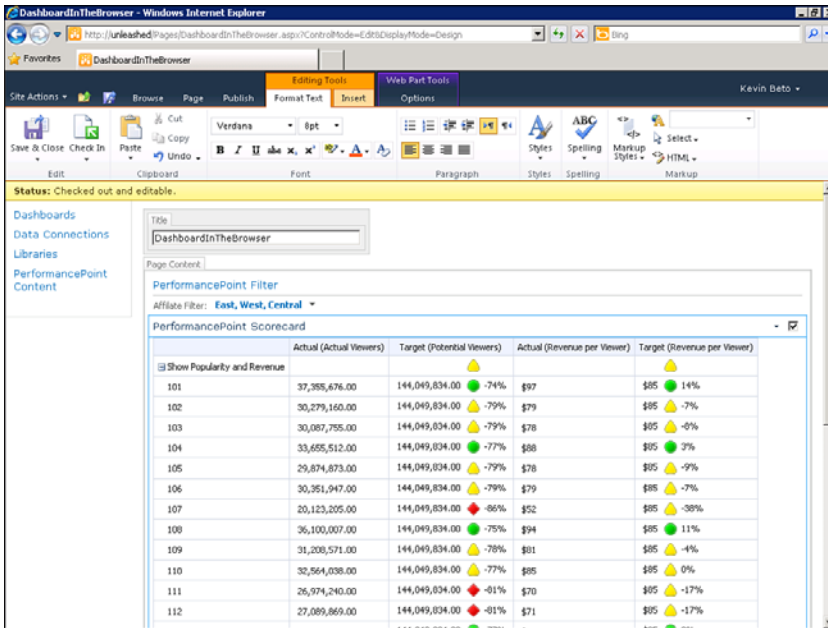 DashboardInTheBrowser - Windows Internet Explorer
http://unleashed/Pages/DashboardInTheBrowser.aspx?ControlMode=Edit&DisplayMode=Design
Bing
Favorites DashboardInTheBrowser
Editing Tools Web Part Tools
Site Actions Browse Page Publish Format Text Insert Options Kevin Beto
Save & Close Check In Paste Cut Copy Undo
Verdana 8pt
B I U abc x, x² A
Styles ABC Spelling Markup Styles Select HTML
Edit Clipboard Font Paragraph Styles Spelling Markup
Status: Checked out and editable.
Dashboards
Data Connections
Libraries
PerformancePoint
Content
Title
DashboardInTheBrowser
Page Content
PerformancePoint Filter
Affilate Filter: East, West, Central
PerformancePoint Scorecard
Actual (Actual Viewers) Target (Potential Viewers) Actual (Revenue per Viewer) Target (Revenue per Viewer)
Show Popularity and Revenue
101 37,355,676.00 144,049,834.00 -74% $97 $85 14%
102 30,279,160.00 144,049,834.00 -79% $79 $85 -7%
103 30,087,755.00 144,049,834.00 -79% $78 $85 -8%
104 33,655,512.00 144,049,834.00 -77% $88 $85 3%
105 29,874,873.00 144,049,834.00 -79% $78 $85 -9%
106 30,351,947.00 144,049,834.00 -79% $79 $85 -7%
107 20,123,205.00 144,049,834.00 -86% $52 $85 -38%
108 36,100,007.00 144,049,834.00 -75% $94 $85 11%
109 31,208,571.00 144,049,834.00 -78% $81 $85 -4%
110 32,564,038.00 144,049,834.00 -77% $85 $85 0%
111 26,974,240.00 144,049,834.00 -81% $70 $85 -17%
112 27,089,869.00 144,049,834.00 -81% $71 $85 -17%